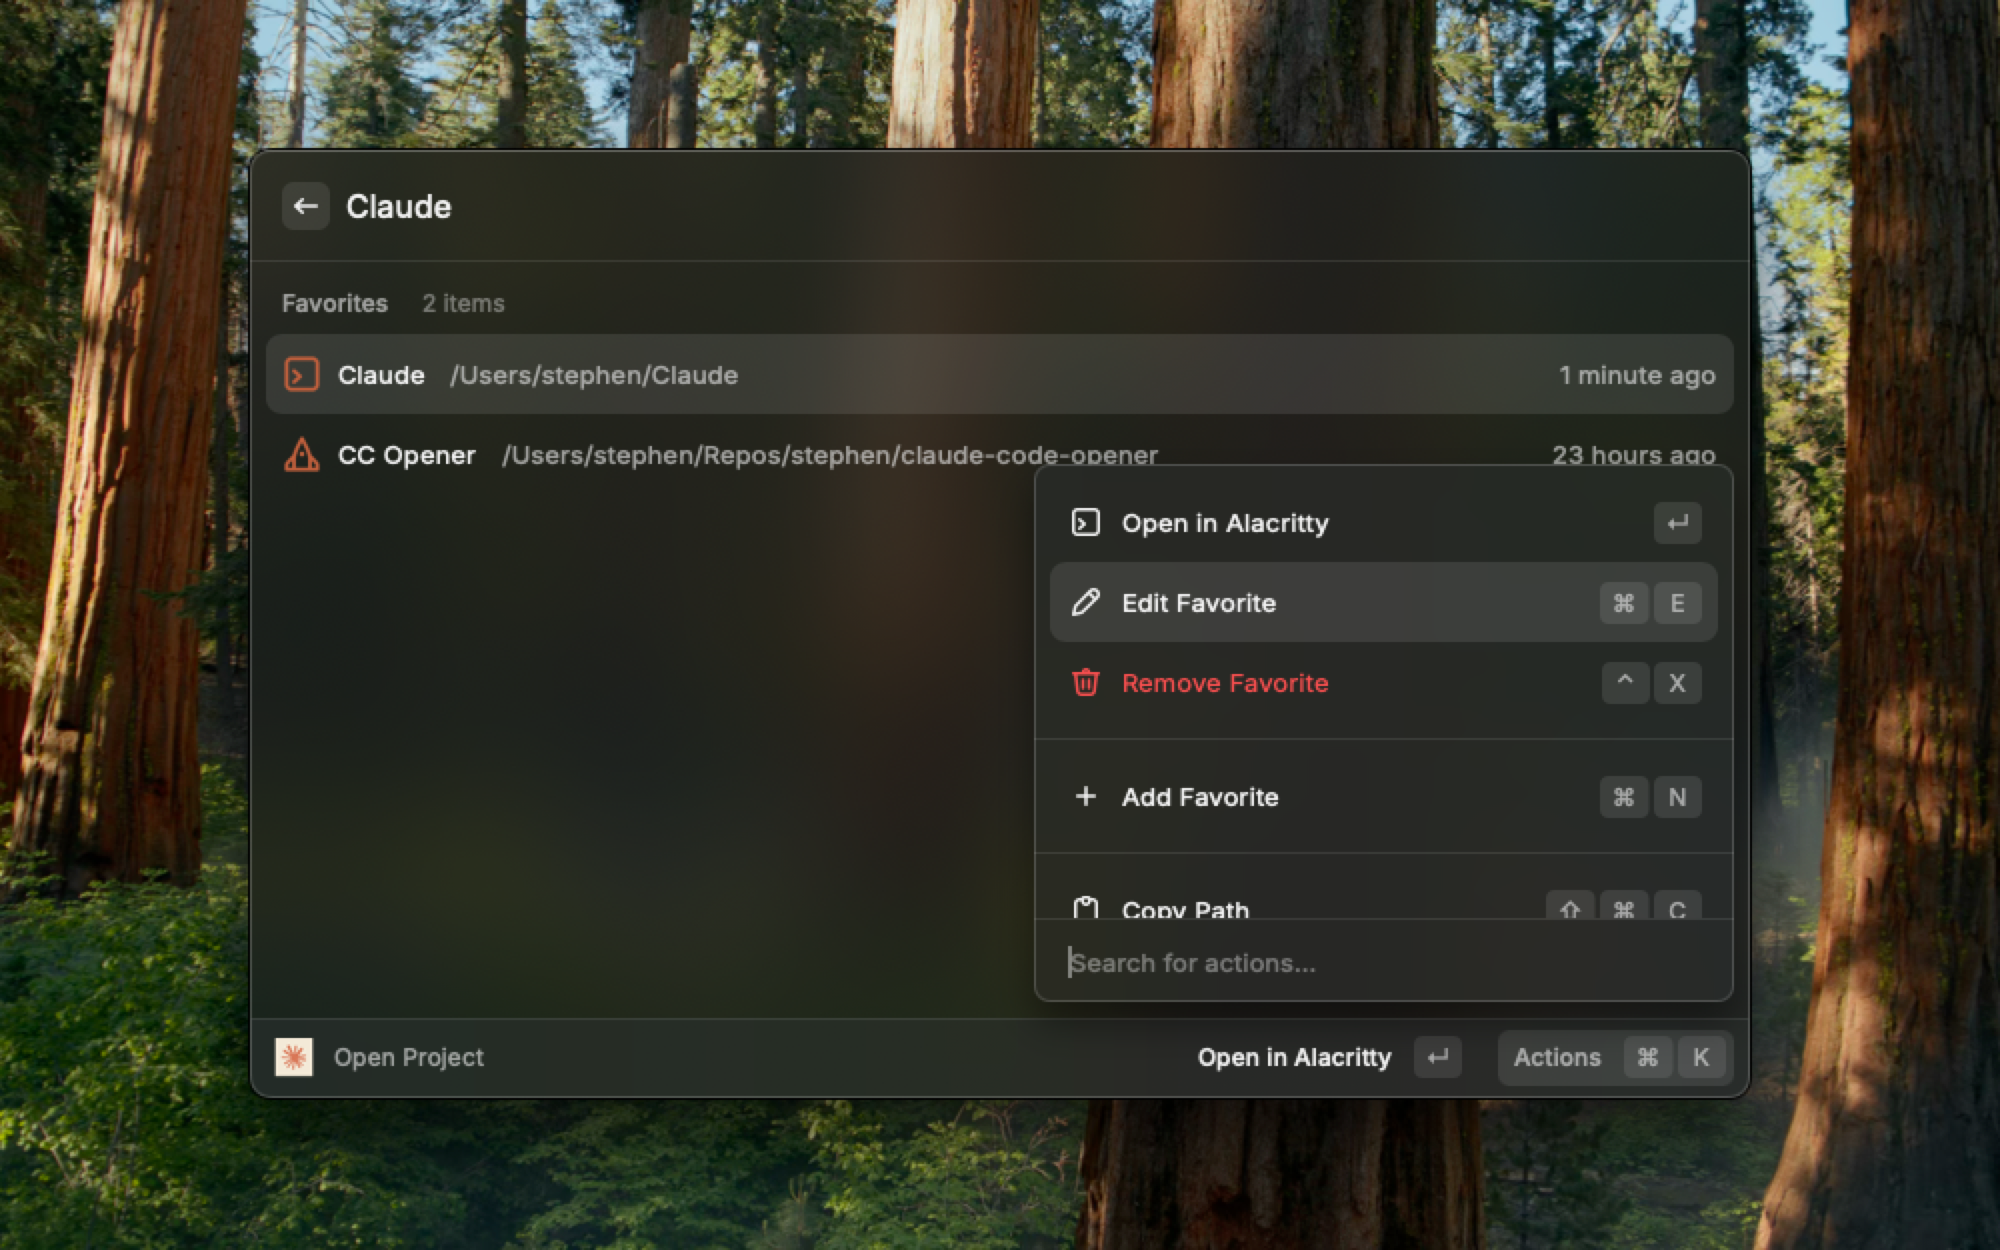 Claude
Favorites 2 items
Claude /Users/stephen/Claude 1 minute ago
CC Opener /Users/stephen/Repos/stephen/claude-code-opener 23 hours ago
Open in Alacritty ↵
Edit Favorite ⌘ E
Remove Favorite ^ X
Add Favorite ⌘ N
Copy Path ⇧ ⌘ C
Search for actions...
Open Project Open in Alacritty ↵ Actions ⌘ K